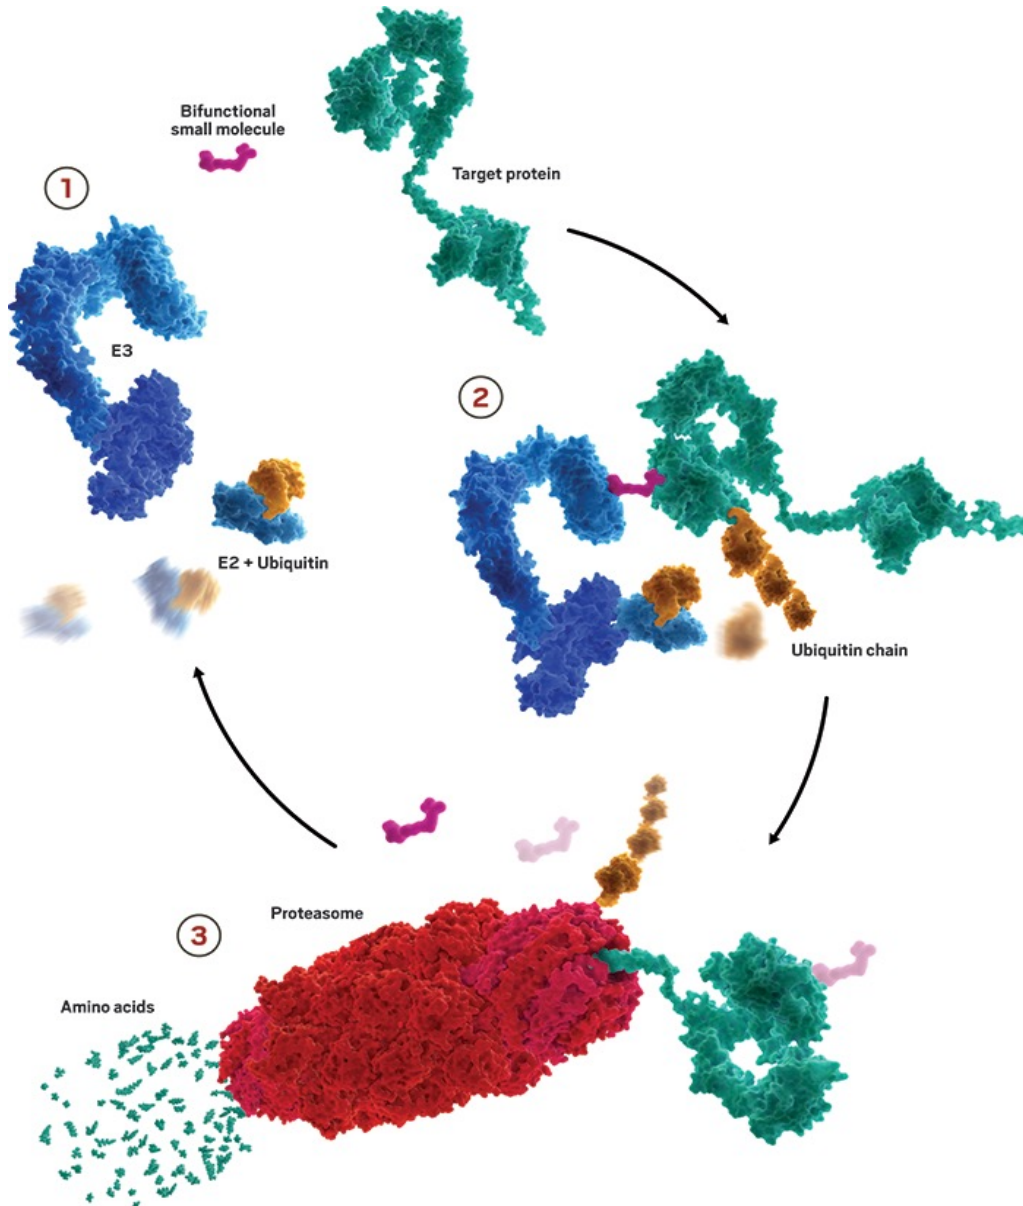 Bifunctional
small molecule
1
Target protein
E3
2
E2 + Ubiquitin
Ubiquitin chain
Proteasome
3
Amino acids